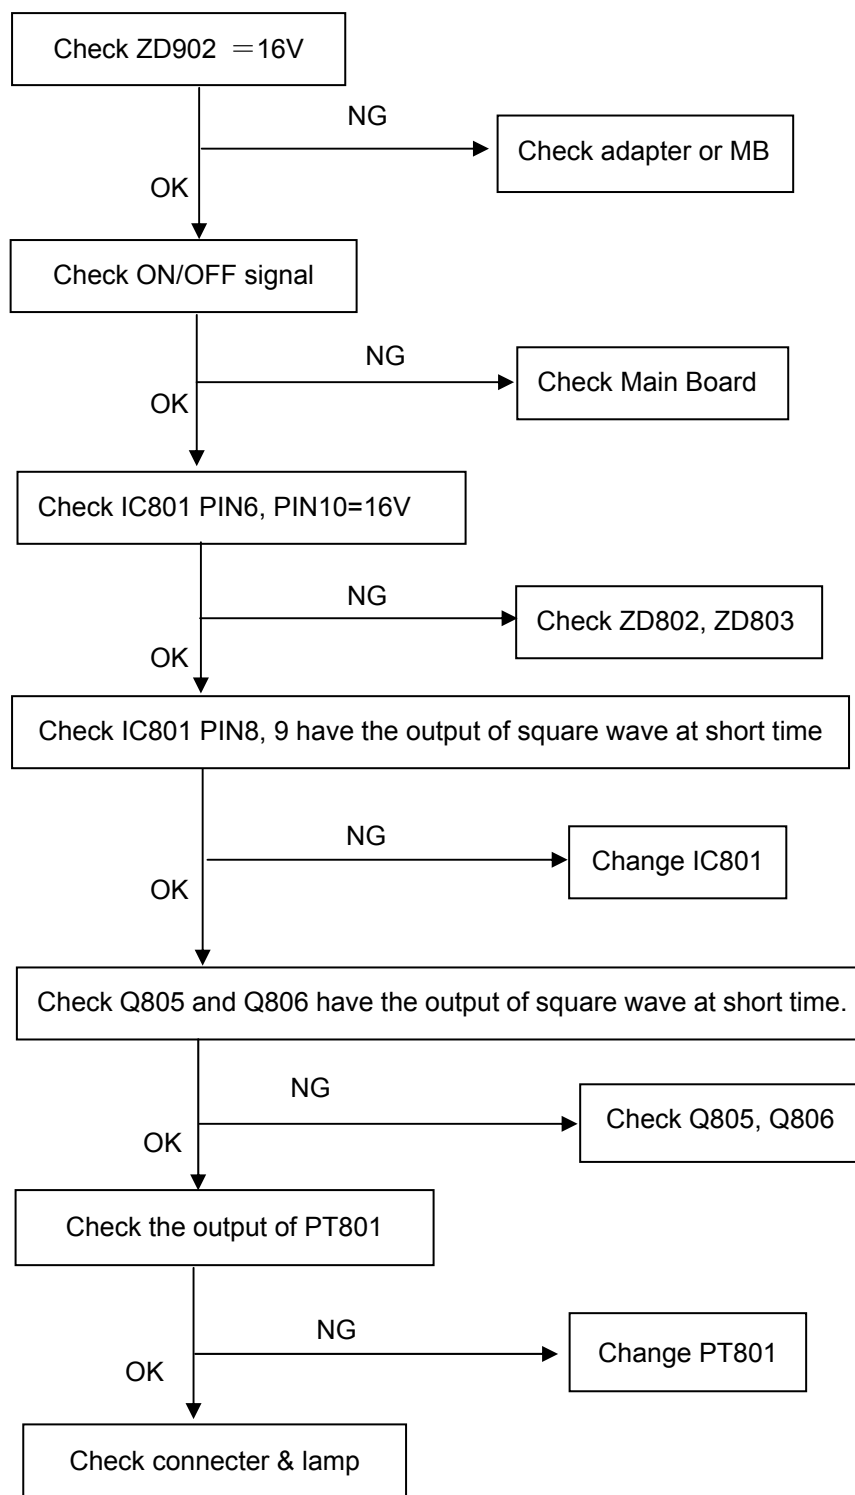 Check ZD902 =16V
NG
Check adapter or MB
OK
Check ON/OFF signal
NG
Check Main Board
OK
Check IC801 PIN6, PIN10=16V
NG
Check ZD802, ZD803
OK
Check IC801 PIN8, 9 have the output of square wave at short time
NG
Change IC801
OK
Check Q805 and Q806 have the output of square wave at short time.
NG
Check Q805, Q806
OK
Check the output of PT801
NG
Change PT801
OK
Check connecter & lamp